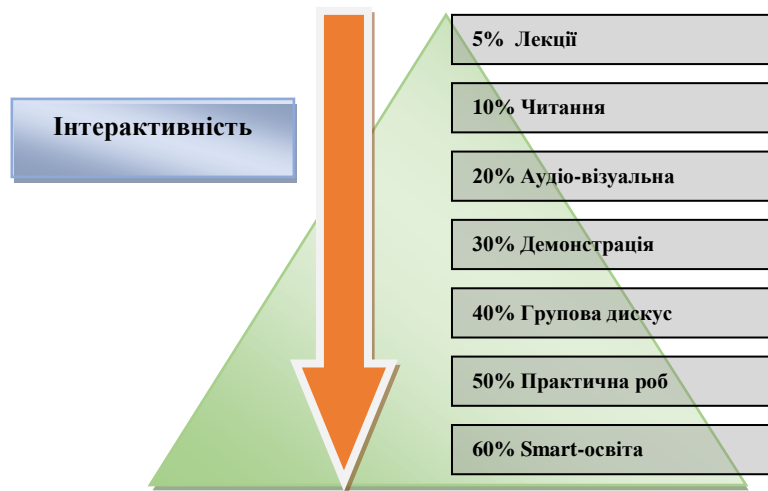 5% Лекції
Інтерактивність
10% Читання
20% Аудіо-візуальна
30% Демонстрація
40% Групова дискус
50% Практична роб
60% Smart-освіта